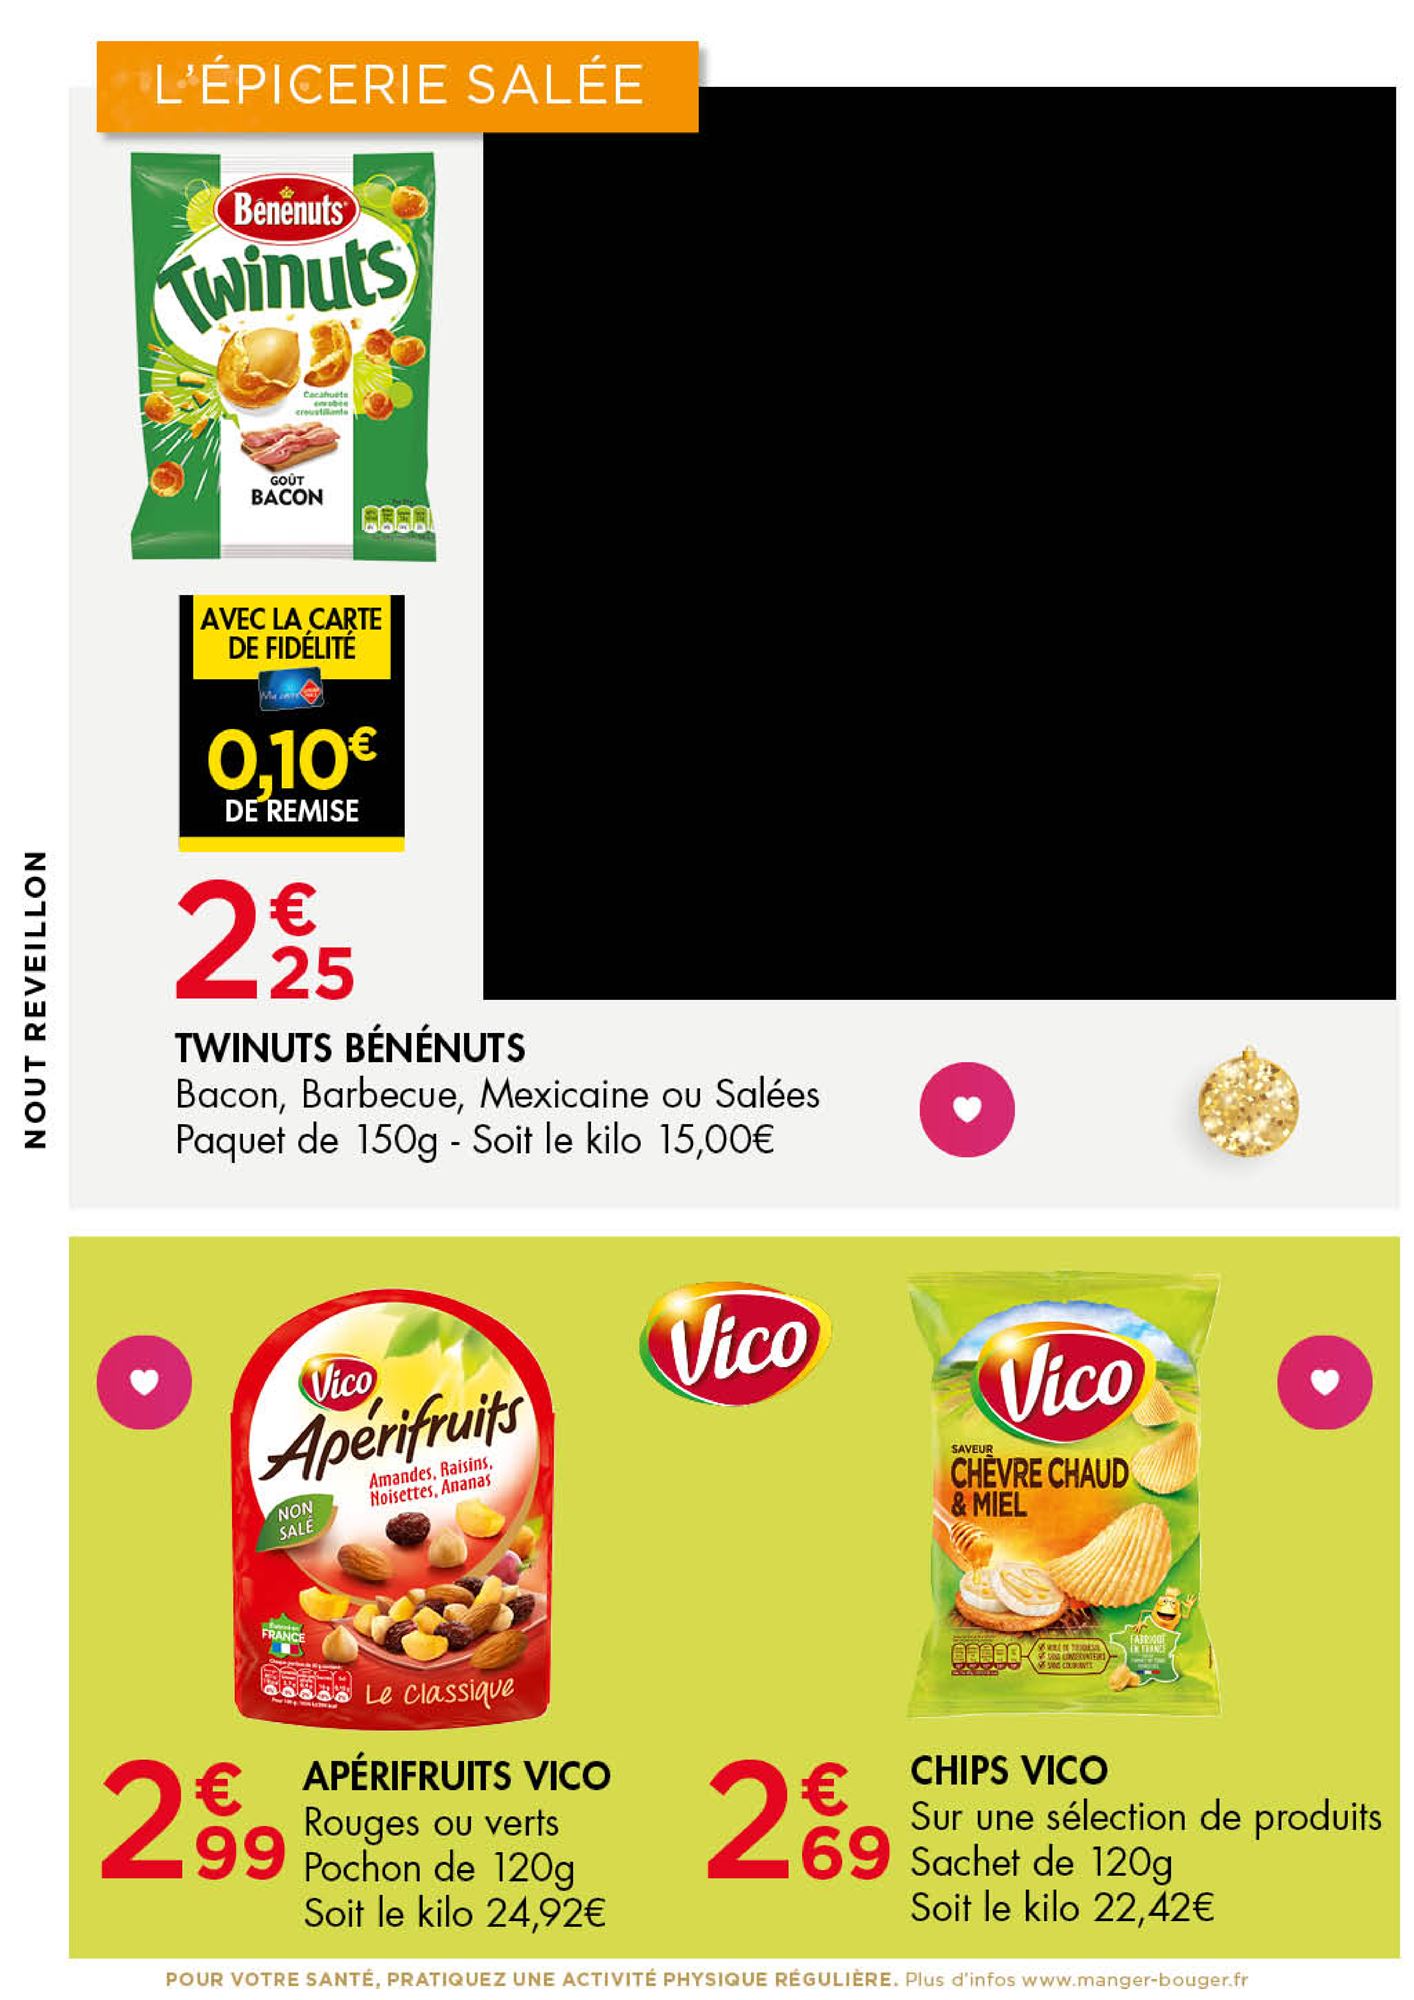 L'ÉPICERIE SALÉE
Bénénuts
Twinuts
Cacahuète
enrobée
croustillante
GOÛT
BACON
AVEC LA CARTE
DE FIDÉLITÉ
Ma carte
0,10€
DE REMISE
2€25
TWINUTS BÉNÉNUTS
Bacon, Barbecue, Mexicaine ou Salées
Paquet de 150g - Soit le kilo 15,00€
NOUT REVEILLON
Vico
Apérifruits
Amandes, Raisins,
Noisettes, Ananas
NON
SALÉ
FRANCE
Le Classique
Vico
Vico
SAVEUR
CHÈVRE CHAUD
& MIEL
FABRIQUÉ
EN FRANCE
2€99
APÉRIFRUITS VICO
Rouges ou verts
Pochon de 120g
Soit le kilo 24,92€
2€69
CHIPS VICO
Sur une sélection de produits
Sachet de 120g
Soit le kilo 22,42€
POUR VOTRE SANTÉ, PRATIQUEZ UNE ACTIVITÉ PHYSIQUE RÉGULIÈRE. Plus d'infos www.manger-bouger.fr